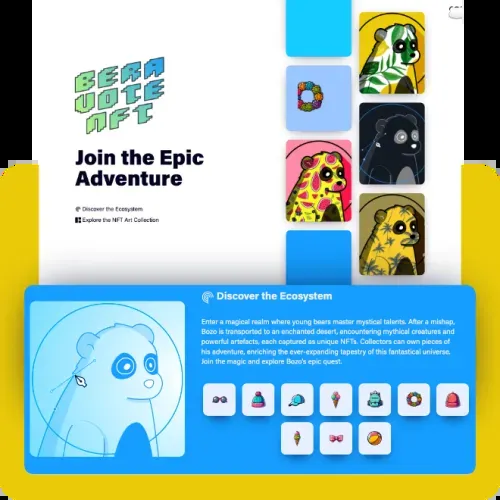 BERA
VOTE
NFT
Join the Epic
Adventure
Discover the Ecosystem
Explore the NFT Art Collection
Discover the Ecosystem
Enter a magical realm where young bears master mystical talents. After a mishap,
Bozo is transported to an enchanted desert, encountering mythical creatures and
powerful artefacts, each captured as unique NFTs. Collectors can own pieces of
his adventure, enriching the ever-expanding tapestry of this fantastical universe.
Join the magic and explore Bozo's epic quest.